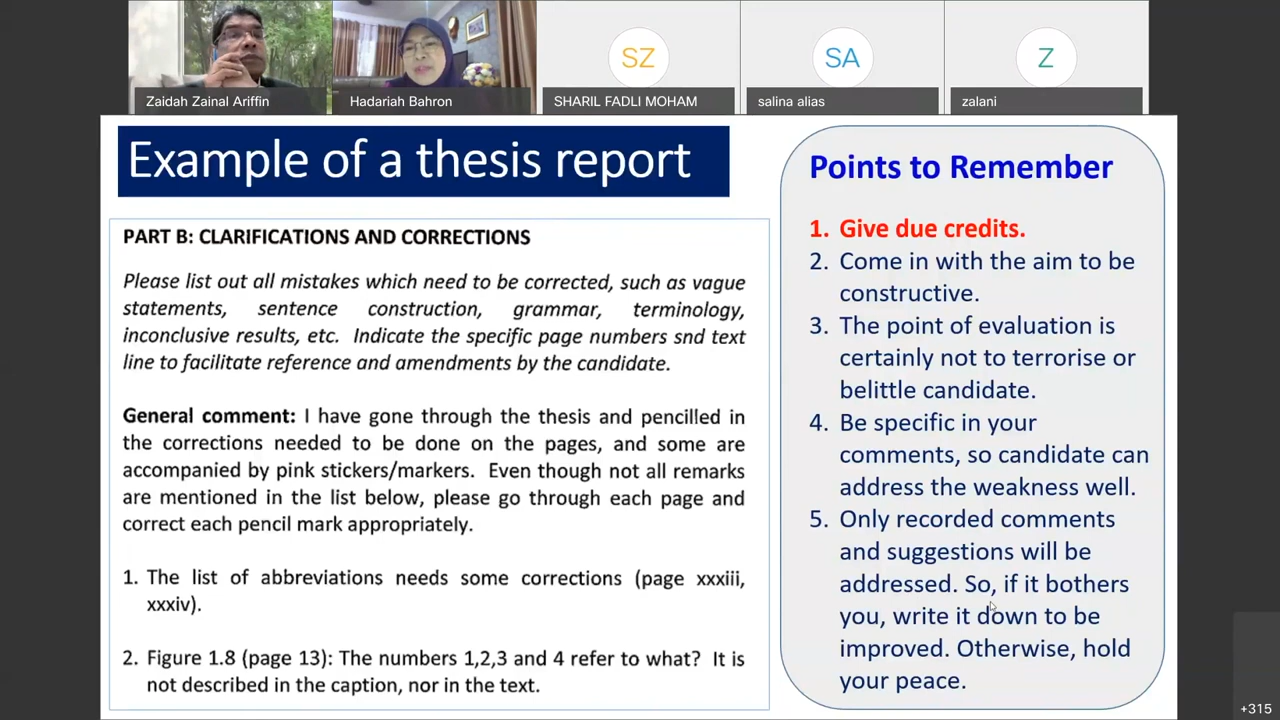 SZ
SA
Z
Zaidah Zainal Ariffin
Hadariah Bahron
SHARIL FADLI MOHAM
salina alias
zalani
Example of a thesis report
PART B: CLARIFICATIONS AND CORRECTIONS
Please list out all mistakes which need to be corrected, such as vague
statements, sentence construction, grammar, terminology,
inconclusive results, etc. Indicate the specific page numbers snd text
line to facilitate reference and amendments by the candidate.
General comment: I have gone through the thesis and pencilled in
the corrections needed to be done on the pages, and some are
accompanied by pink stickers/markers. Even though not all remarks
are mentioned in the list below, please go through each page and
correct each pencil mark appropriately.
1. The list of abbreviations needs some corrections (page xxxiii,
xxxiv).
2. Figure 1.8 (page 13): The numbers 1,2,3 and 4 refer to what? It is
not described in the caption, nor in the text.
Points to Remember
1. Give due credits.
2. Come in with the aim to be
constructive.
3. The point of evaluation is
certainly not to terrorise or
belittle candidate.
4. Be specific in your
comments, so candidate can
address the weakness well.
5. Only recorded comments
and suggestions will be
addressed. So, if it bothers
you, write it down to be
improved. Otherwise, hold
your peace.
+315